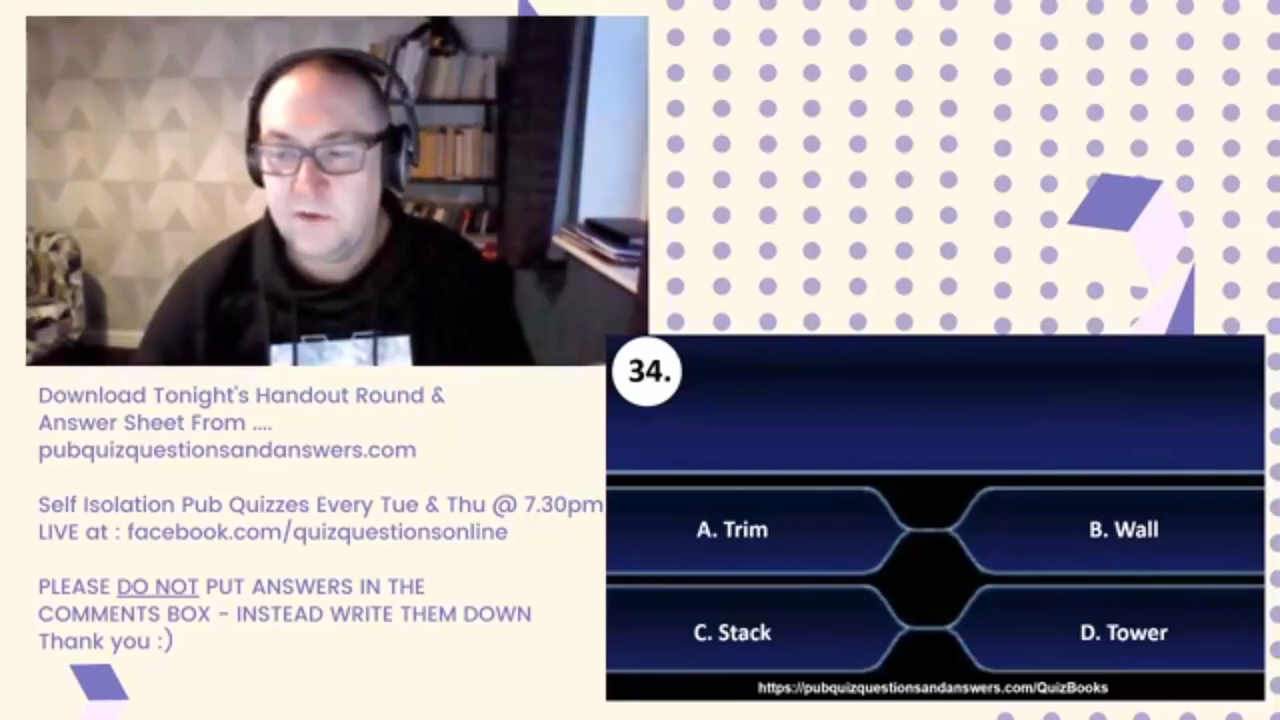 Download Tonight's Handout Round &
Answer Sheet From ....
pubquizquestionsandanswers.com
Self Isolation Pub Quizzes Every Tue & Thu @ 7.30pm
LIVE at : facebook.com/quizquestionsonline
PLEASE DO NOT PUT ANSWERS IN THE
COMMENTS BOX - INSTEAD WRITE THEM DOWN
Thank you :)
34.
A. Trim
B. Wall
C. Stack
D. Tower
https://pubquizquestionsandanswers.com/QuizBooks